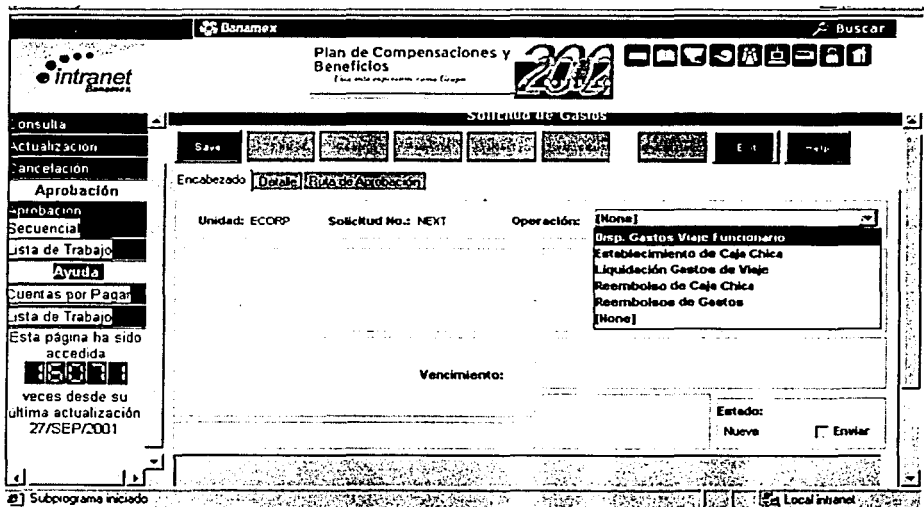 Banamex
Buscar
intranet
Banamex
Plan de Compensaciones y
Beneficios
Solicitud de Gastos
onsulta
Actualización
Cancelación
Aprobación
Aprobación
Secuencial
Lista de Trabajo
Ayuda
Cuentas por Pagar
Lista de Trabajo
Esta página ha sido
accedida
veces desde su
última actualización
27/SEP/2001
Save
Help
Encabezado
Detalle
Ruta de Aprobación
Unidad: ECORP
Solicitud No.: NEXT
Operación:
[None]
Disp. Gastos Viaje Funcionario
Establecimiento de Caja Chica
Liquidación Gastos de Viaje
Reembolso de Caja Chica
Reembolsos de Gastos
[None]
Vencimiento:
Estado:
Nueva
Enviar
Subprograma iniciado
Local intranet